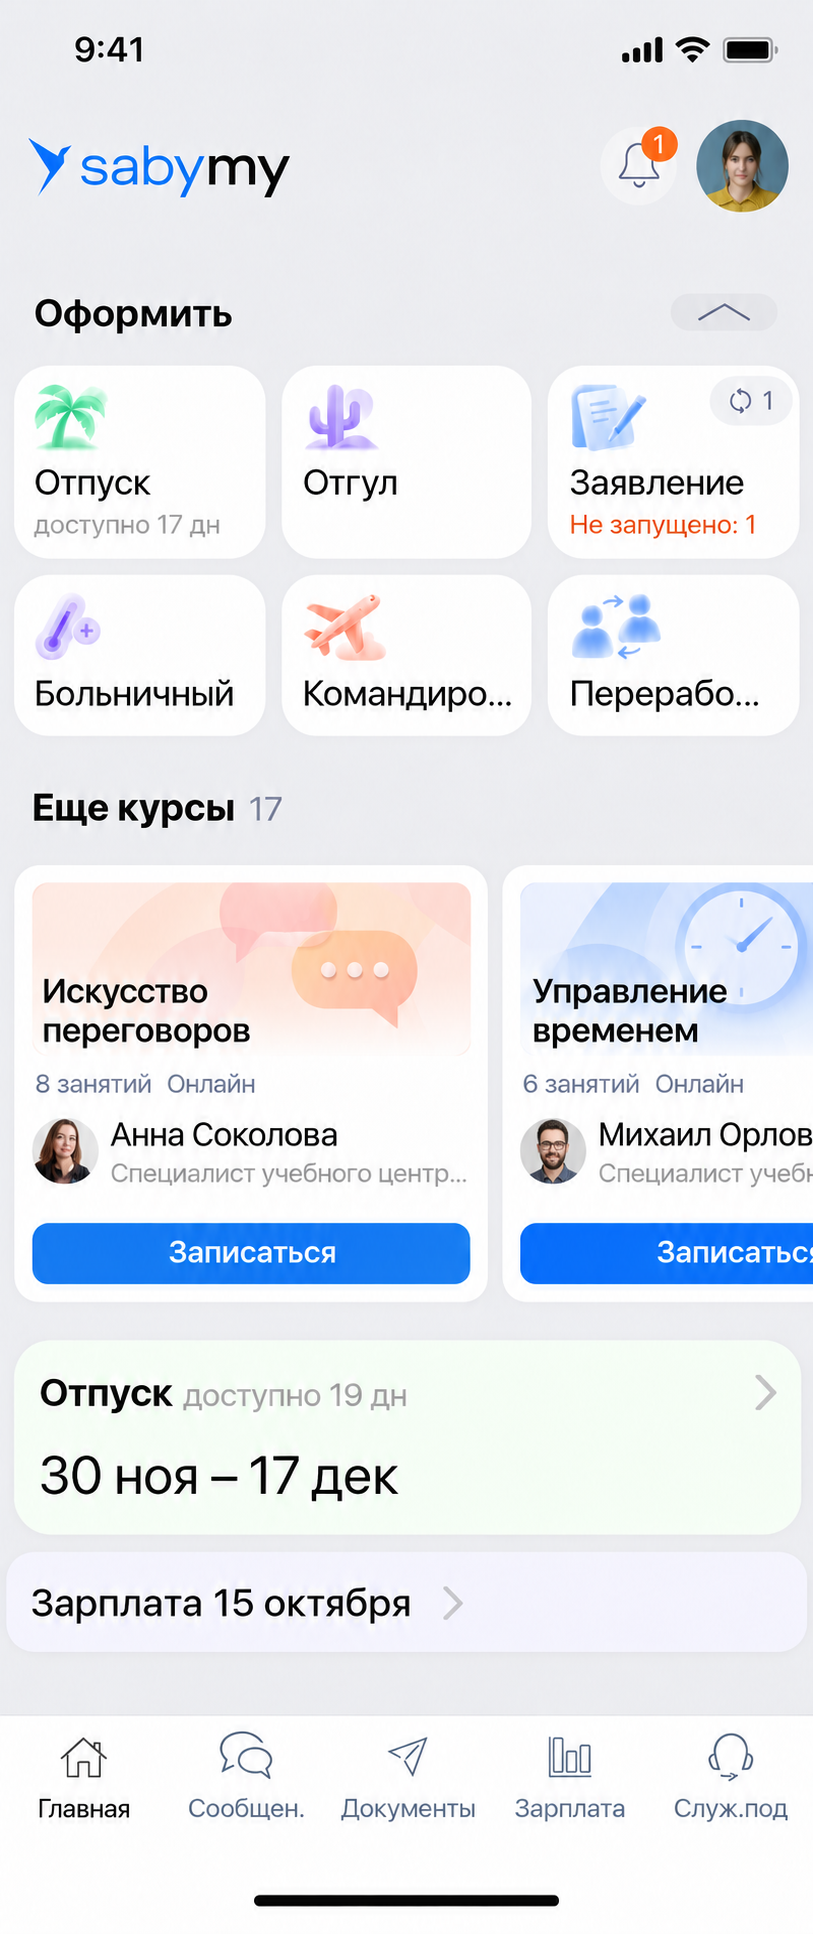 9:41
sabymy
1
Оформить
Отпуск
доступно 17 дн
Отгул
1
Заявление
Не запущено: 1
Больничный
Командиро...
Перерабо...
Еще курсы 17
Искусство
переговоров
8 занятий Онлайн
Анна Соколова
Специалист учебного центр...
Записаться
Управление
временем
6 занятий Онлайн
Михаил Орлов
Специалист учебн
Записаться
Отпуск доступно 19 дн
30 ноя – 17 дек
Зарплата 15 октября
Главная
Сообщен.
Документы
Зарплата
Служ.под